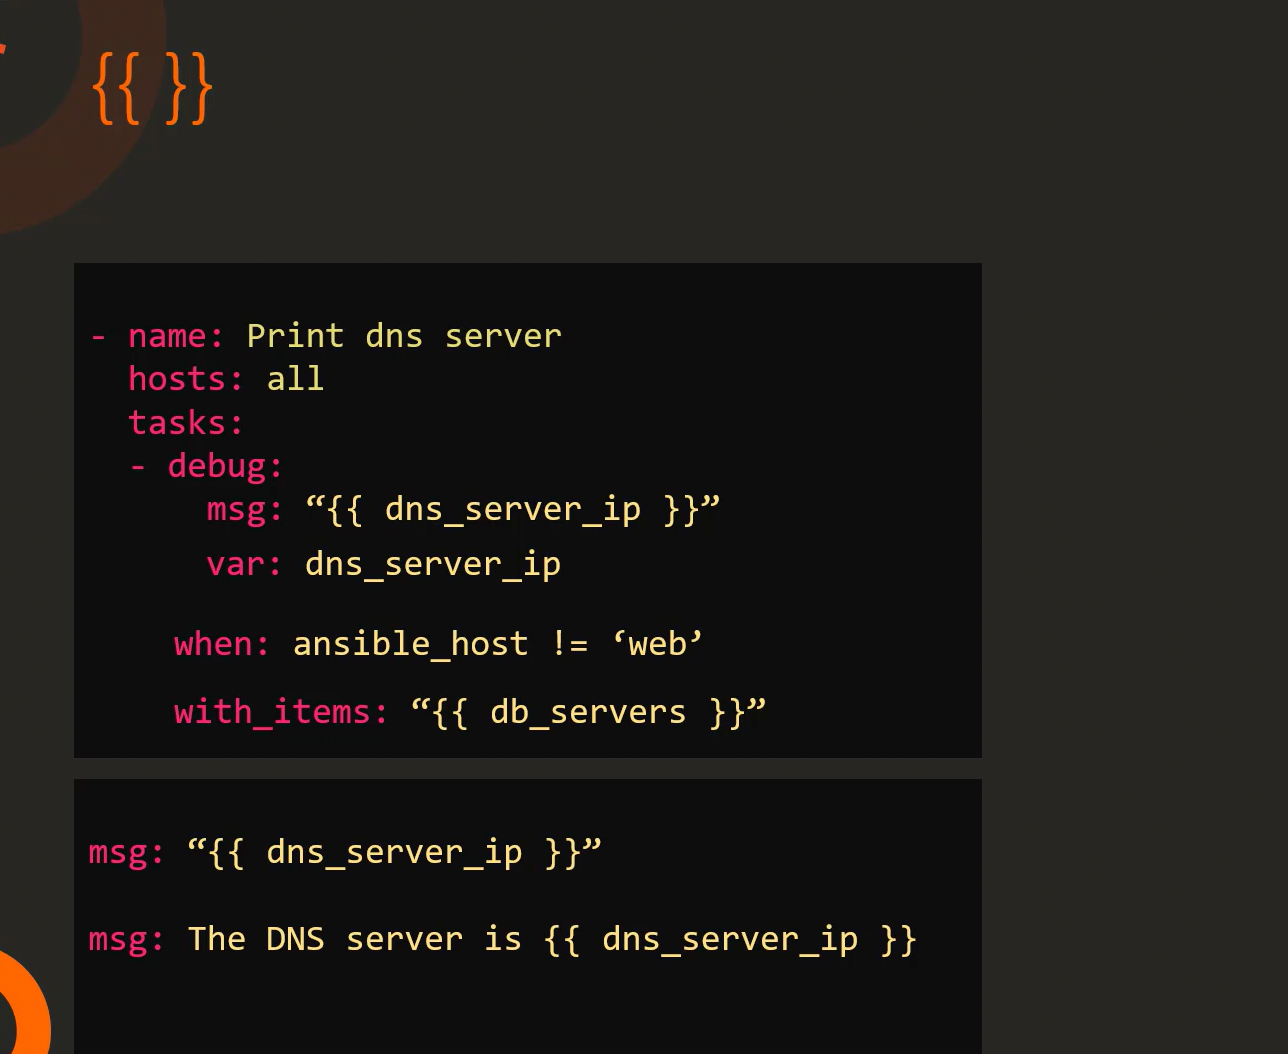 {{ }}
- name: Print dns server
  hosts: all
  tasks:
  - debug:
      msg: “{{ dns_server_ip }}”
      var: dns_server_ip
    when: ansible_host != ‘web’
    with_items: “{{ db_servers }}”
msg: “{{ dns_server_ip }}”
msg: The DNS server is {{ dns_server_ip }}